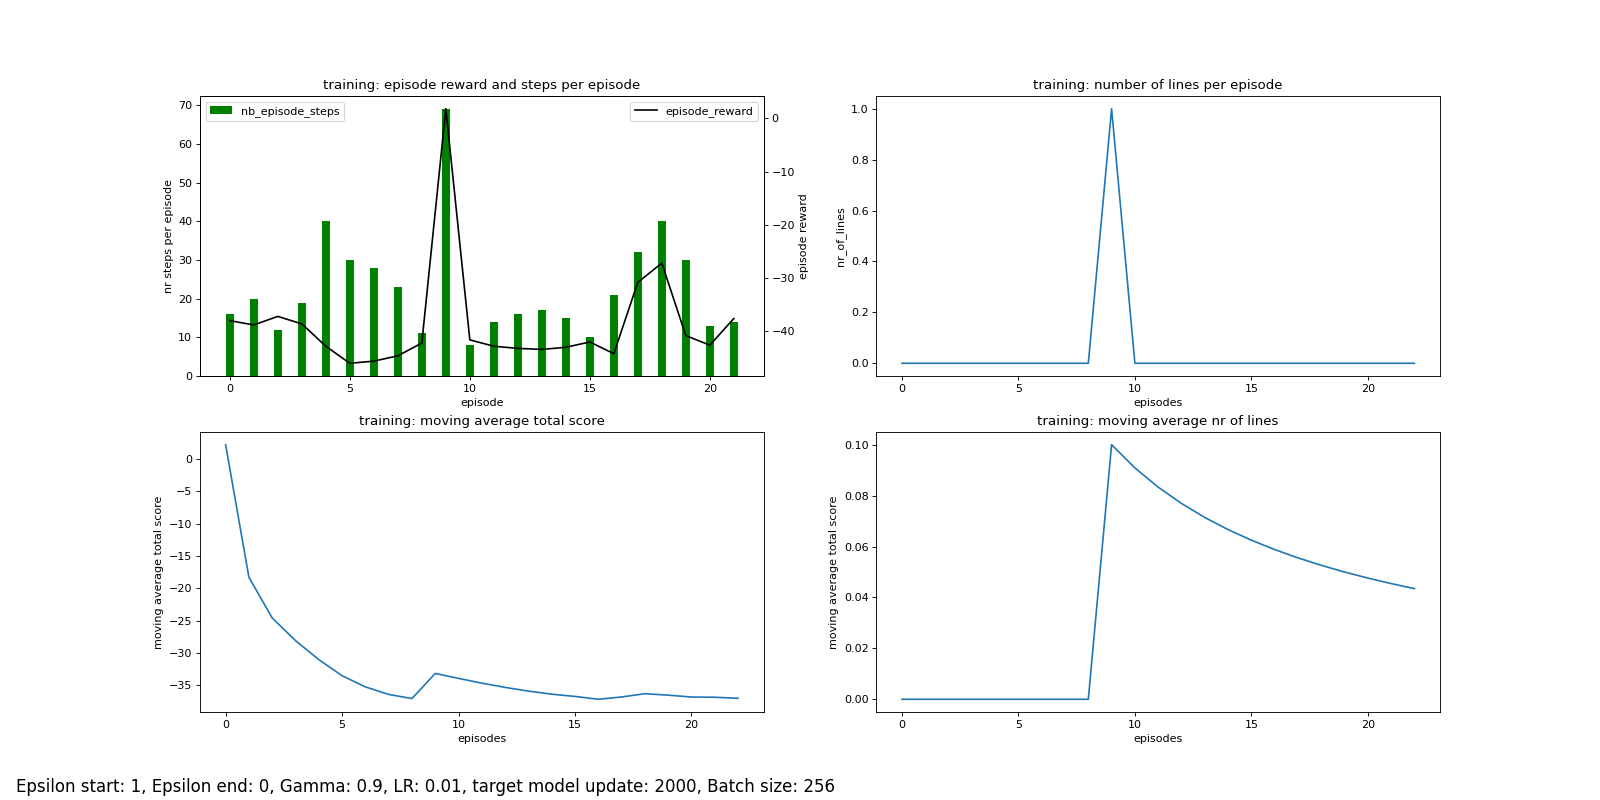 training: episode reward and steps per episode
nb_episode_steps
episode_reward
nr steps per episode
70
60
50
40
30
20
10
0
0
−10
−20
−30
−40
episode reward
0 5 10 15 20
episode
training: number of lines per episode
nr_of_lines
1.0
0.8
0.6
0.4
0.2
0.0
0 5 10 15 20
episodes
training: moving average total score
moving average total score
0
−5
−10
−15
−20
−25
−30
−35
0 5 10 15 20
episodes
training: moving average nr of lines
moving average total score
0.10
0.08
0.06
0.04
0.02
0.00
0 5 10 15 20
episodes
Epsilon start: 1, Epsilon end: 0, Gamma: 0.9, LR: 0.01, target model update: 2000, Batch size: 256